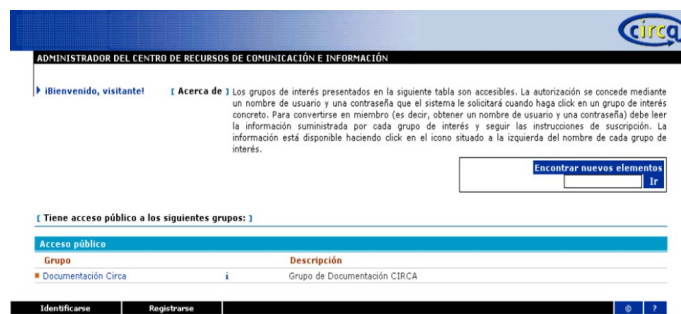 circa
ADMINISTRADOR DEL CENTRO DE RECURSOS DE COMUNICACIÓN E INFORMACIÓN
¡Bienvenido, visitante!
[ Acerca de ] Los grupos de interés presentados en la siguiente tabla son accesibles. La autorización se concede mediante
un nombre de usuario y una contraseña que el sistema le solicitará cuando haga click en un grupo de interés
concreto. Para convertirse en miembro (es decir, obtener un nombre de usuario y una contraseña) debe leer
la información suministrada por cada grupo de interés y seguir las instrucciones de suscripción. La
información está disponible haciendo click en el icono situado a la izquierda del nombre de cada grupo de
interés.
Encontrar nuevos elementos
Ir
[ Tiene acceso público a los siguientes grupos: ]
Acceso público
Grupo Descripción
Documentación Circa i Grupo de Documentación CIRCA
Identificarse Registrarse © ?